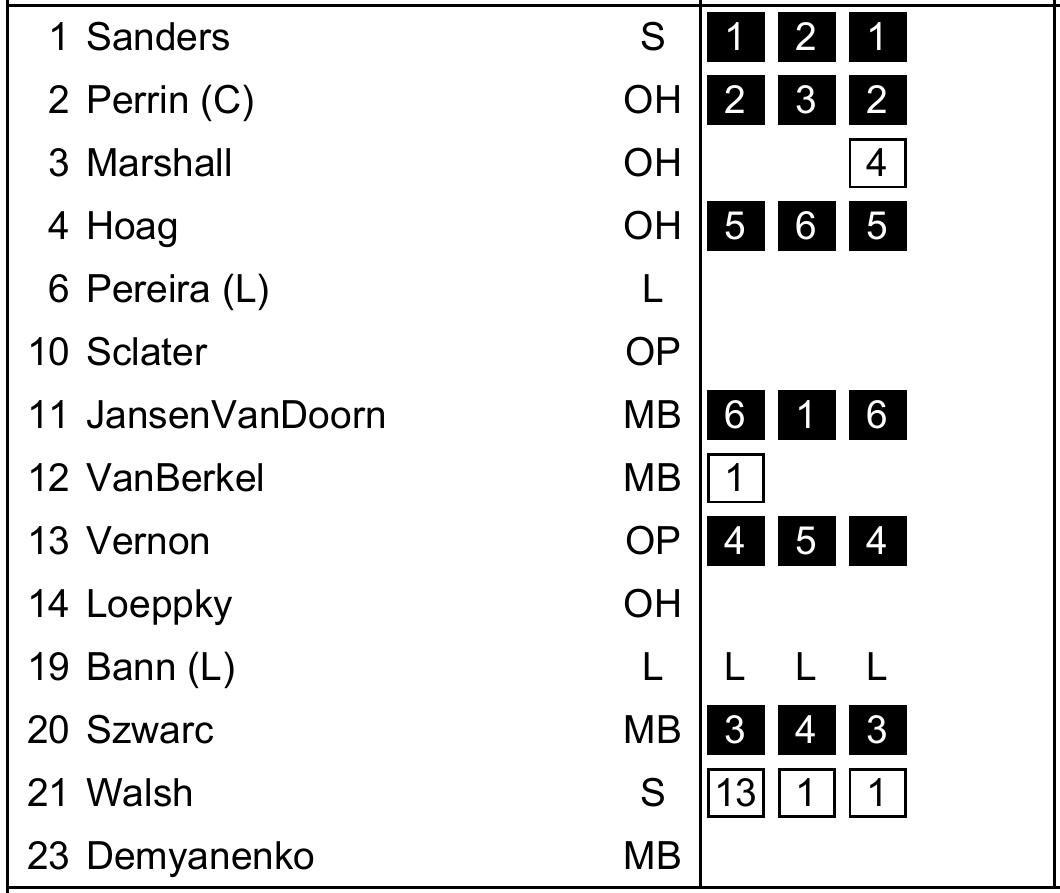 1 Sanders S 1 2 1
2 Perrin (C) OH 2 3 2
3 Marshall OH 4
4 Hoag OH 5 6 5
6 Pereira (L) L
10 Sclater OP
11 JansenVanDoorn MB 6 1 6
12 VanBerkel MB 1
13 Vernon OP 4 5 4
14 Loeppky OH
19 Bann (L) L L L L
20 Szwarc MB 3 4 3
21 Walsh S 13 1 1
23 Demyanenko MB